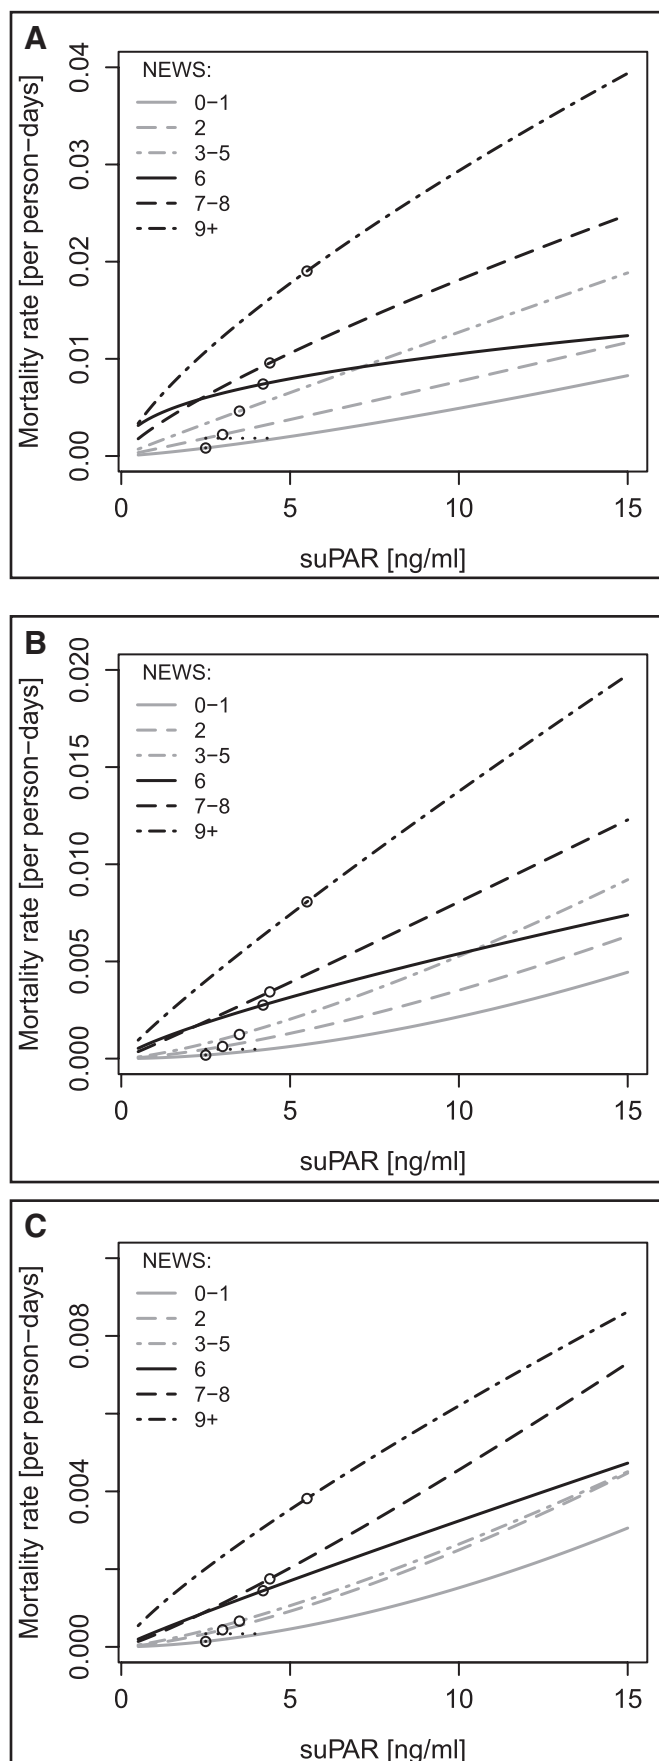 A
Mortality rate [per person−days]
0.04
0.03
0.02
0.01
0.00
NEWS:
0−1
2
3−5
6
7−8
9+
0 5 10 15
suPAR [ng/ml]
B
Mortality rate [per person−days]
0.020
0.015
0.010
0.005
0.000
NEWS:
0−1
2
3−5
6
7−8
9+
0 5 10 15
suPAR [ng/ml]
C
Mortality rate [per person−days]
0.008
0.004
0.000
NEWS:
0−1
2
3−5
6
7−8
9+
0 5 10 15
suPAR [ng/ml]